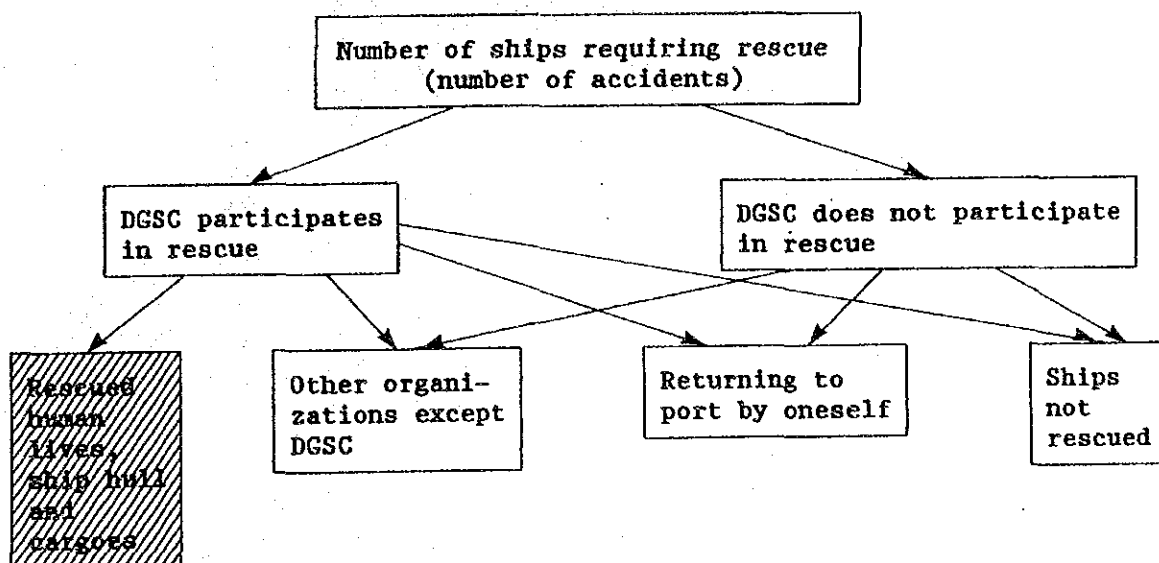 Number of ships requiring rescue
(number of accidents)
DGSC participates
in rescue
DGSC does not participate
in rescue
Rescued
human
lives,
ship hull
and
cargoes
Other organi-
zations except
DGSC
Returning to
port by oneself
Ships
not
rescued